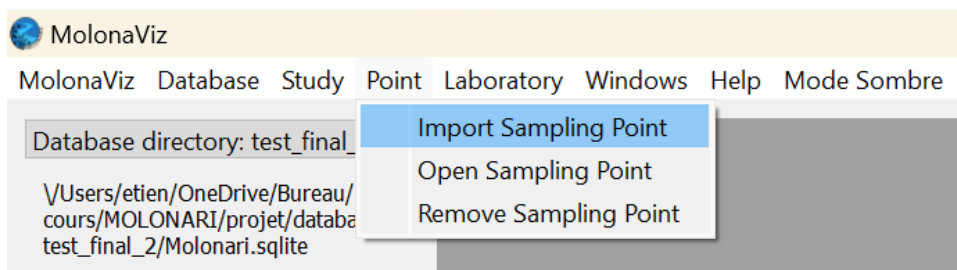 MolonaViz
MolonaViz Database Study Point Laboratory Windows Help Mode Sombre
Import Sampling Point
Database directory: test_final_
Open Sampling Point
\/Users/etien/OneDrive/Bureau/
cours/MOLONARI/projet/databa
Remove Sampling Point
test_final_2/Molonari.sqlite